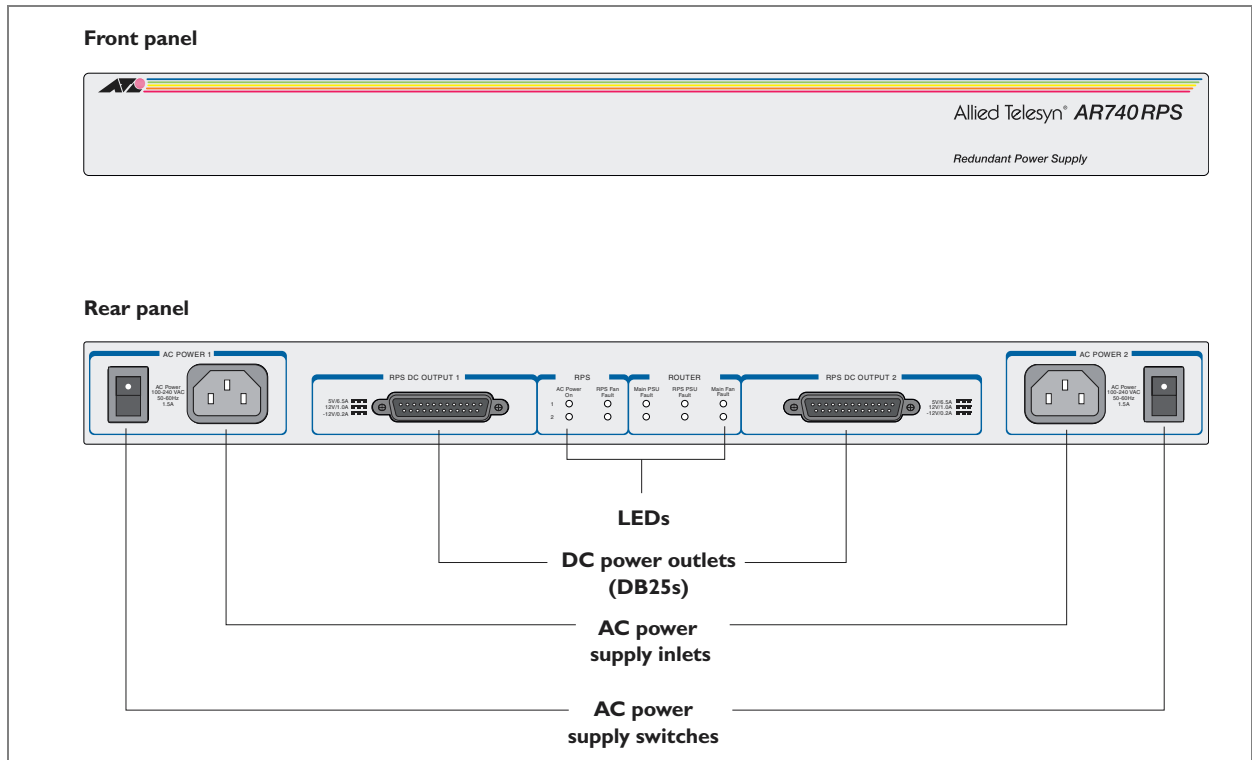 Front panel
Allied Telesyn® AR740 RPS
Redundant Power Supply
Rear panel
AC POWER 1
AC Power
100-240 VAC
50-60Hz
1.5A
RPS DC OUTPUT 1
5V/6.5A
12V/1.0A
-12V/0.2A
RPS
AC Power
On
RPS Fan
Fault
1
2
ROUTER
Main PSU
Fault
RPS PSU
Fault
Main Fan
Fault
RPS DC OUTPUT 2
5V/6.5A
12V/1.0A
-12V/0.2A
AC POWER 2
AC Power
100-240 VAC
50-60Hz
1.5A
LEDs
DC power outlets
(DB25s)
AC power
supply inlets
AC power
supply switches